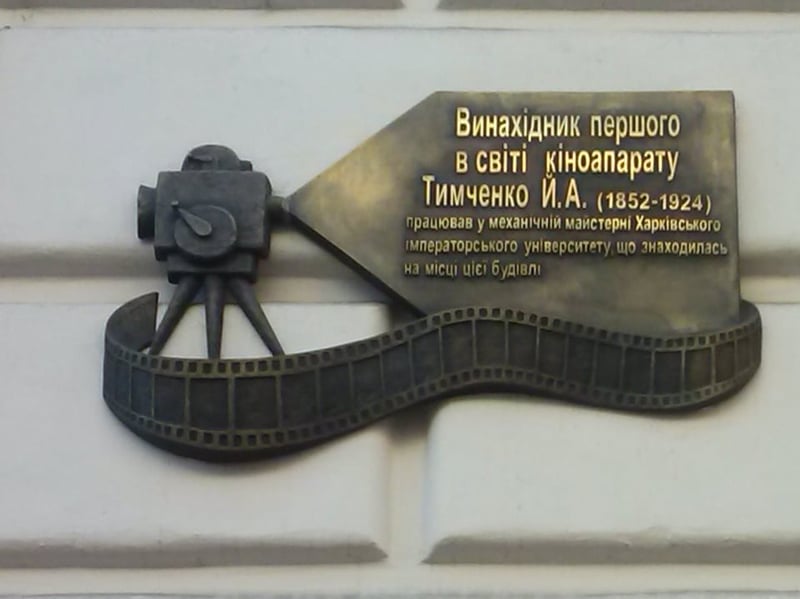 Винахідник першого
в світі кіноапарату
Тимченко Й.А. (1852-1924)
працював у механічній майстерні Харківського
імператорського університету, що знаходилась
на місці цієї будівлі